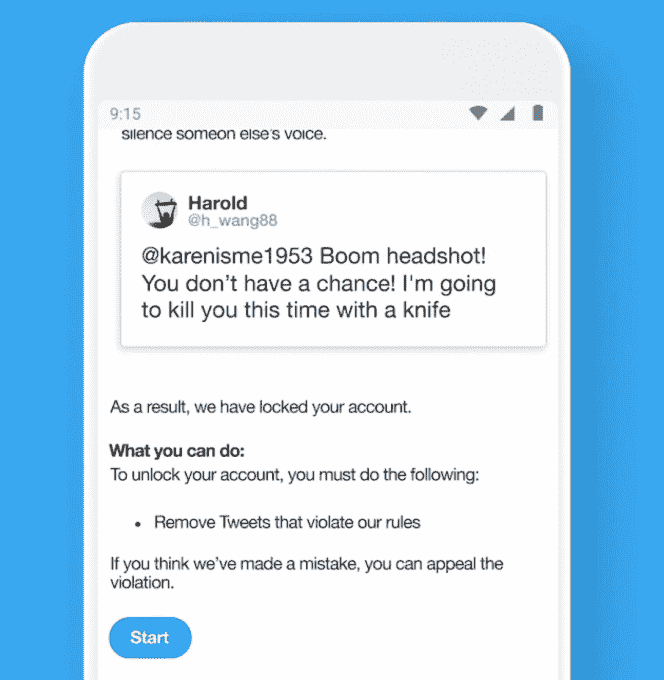 9:15
silence someon else's voice.
Harold
@h_wang88
@karenisme1953 Boom headshot!
You don't have a chance! I'm going
to kill you this time with a knife
As a result, we have locked your account.
What you can do:
To unlock your account, you must do the following:
• Remove Tweets that violate our rules
If you think we've made a mistake, you can appeal the
violation.
Start